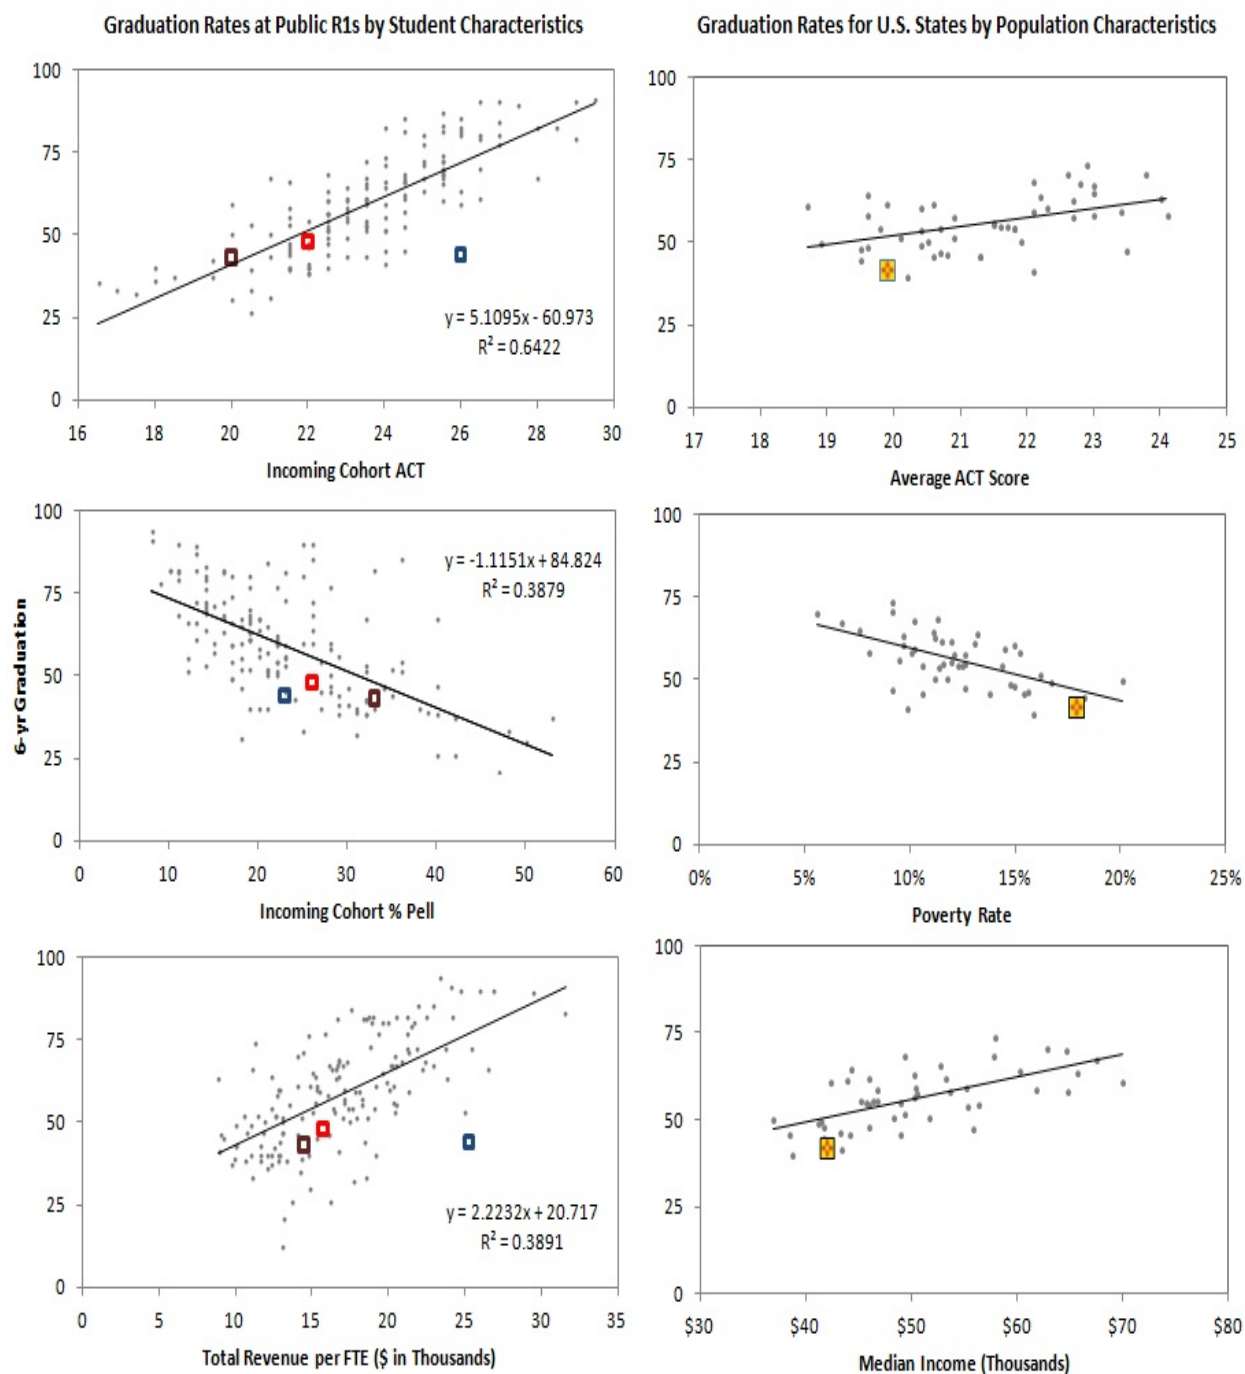 Graduation Rates at Public R1s by Student Characteristics
100
75
50
25
0
16 18 20 22 24 26 28 30
y = 5.1095x - 60.973
R² = 0.6422
Incoming Cohort ACT
Graduation Rates for U.S. States by Population Characteristics
100
75
50
25
0
17 18 19 20 21 22 23 24 25
Average ACT Score
6-yr Graduation
100
75
50
25
0
0 10 20 30 40 50 60
y = -1.1151x + 84.824
R² = 0.3879
Incoming Cohort % Pell
100
75
50
25
0
0% 5% 10% 15% 20% 25%
Poverty Rate
100
75
50
25
0
0 5 10 15 20 25 30 35
y = 2.2232x + 20.717
R² = 0.3891
Total Revenue per FTE ($ in Thousands)
100
75
50
25
0
$30 $40 $50 $60 $70 $80
Median Income (Thousands)